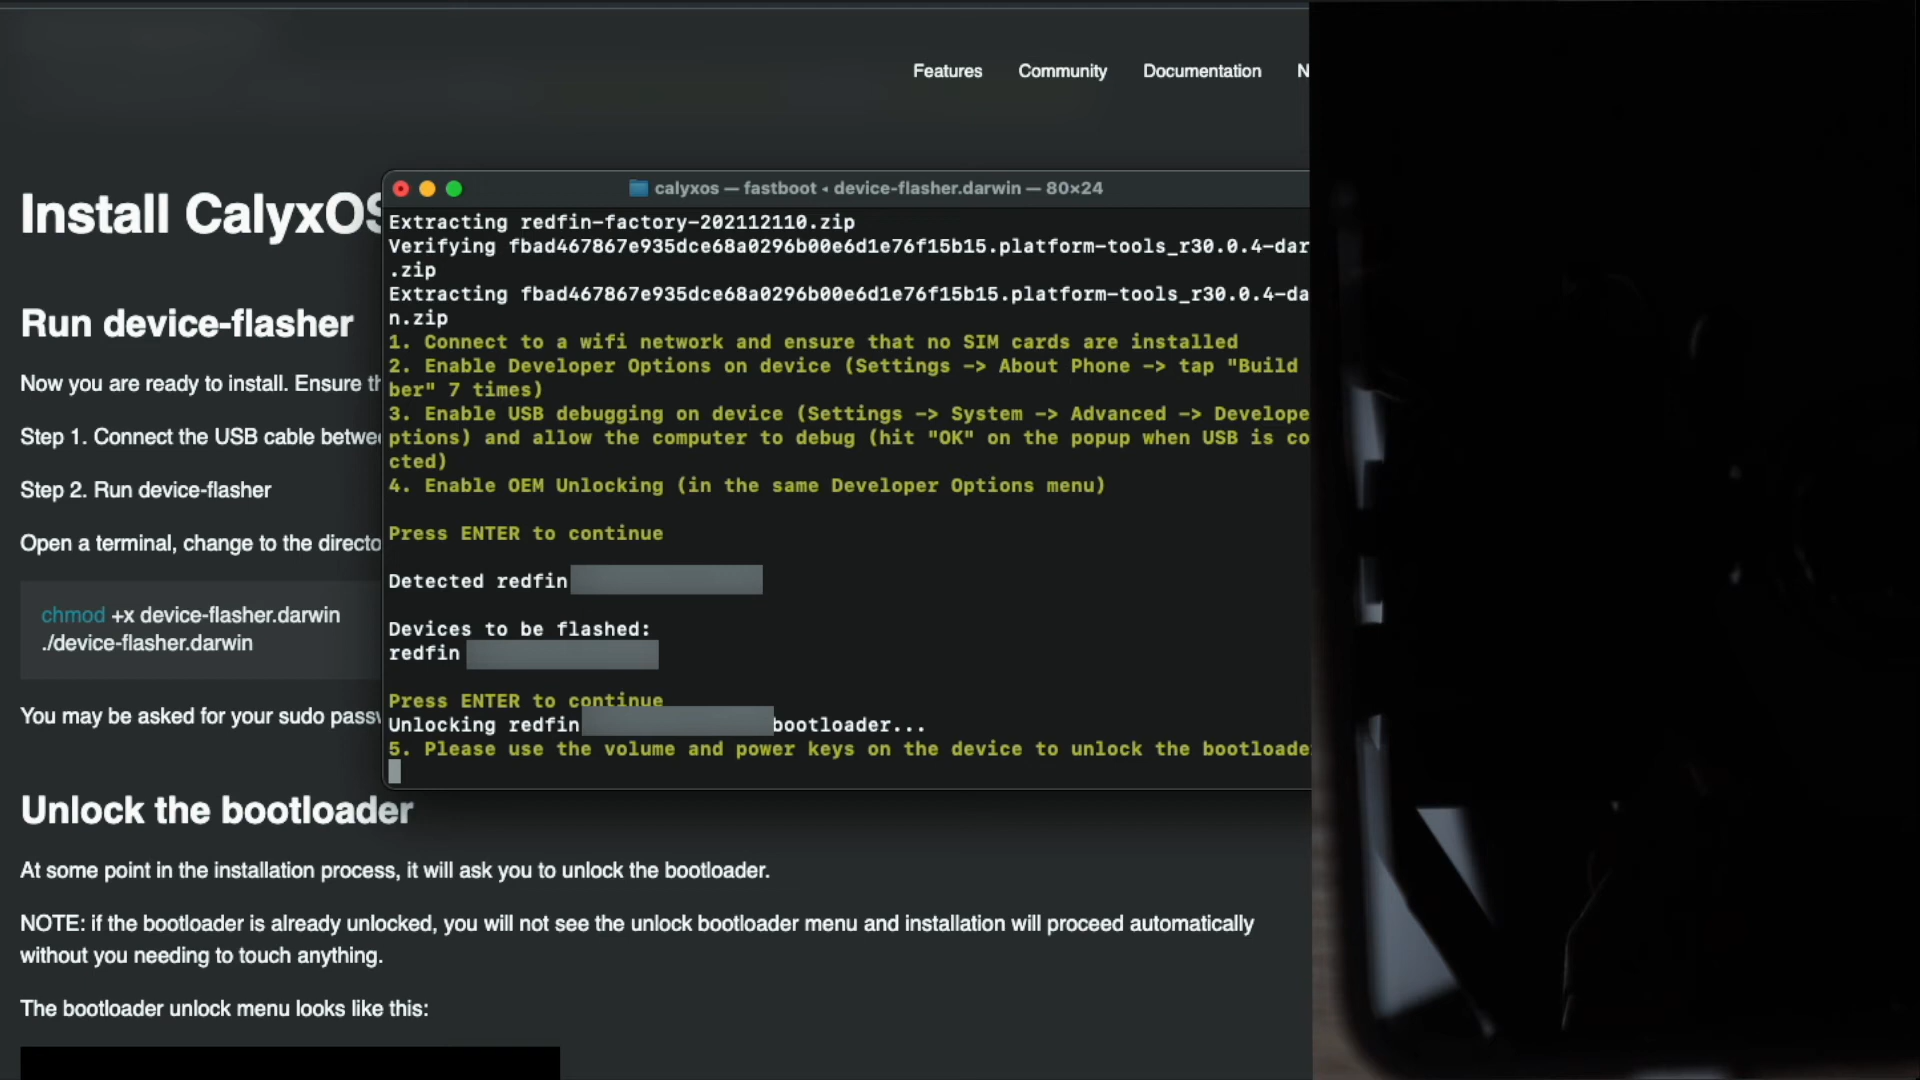 Features Community Documentation N
Install CalyxOS
Run device-flasher
Now you are ready to install. Ensure th
Step 1. Connect the USB cable betwee
Step 2. Run device-flasher
Open a terminal, change to the directo
chmod +x device-flasher.darwin
./device-flasher.darwin
You may be asked for your sudo passw
Unlock the bootloader
At some point in the installation process, it will ask you to unlock the bootloader.
NOTE: if the bootloader is already unlocked, you will not see the unlock bootloader menu and installation will proceed automatically
without you needing to touch anything.
The bootloader unlock menu looks like this:
calyxos — fastboot ◂ device-flasher.darwin — 80×24
Extracting redfin-factory-202112110.zip
Verifying fbad467867e935dce68a0296b00e6d1e76f15b15.platform-tools_r30.0.4-dar
.zip
Extracting fbad467867e935dce68a0296b00e6d1e76f15b15.platform-tools_r30.0.4-da
n.zip
1. Connect to a wifi network and ensure that no SIM cards are installed
2. Enable Developer Options on device (Settings -> About Phone -> tap "Build
ber" 7 times)
3. Enable USB debugging on device (Settings -> System -> Advanced -> Develope
ptions) and allow the computer to debug (hit "OK" on the popup when USB is co
cted)
4. Enable OEM Unlocking (in the same Developer Options menu)
Press ENTER to continue
Detected redfin
Devices to be flashed:
redfin
Press ENTER to continue
Unlocking redfin bootloader...
5. Please use the volume and power keys on the device to unlock the bootloade